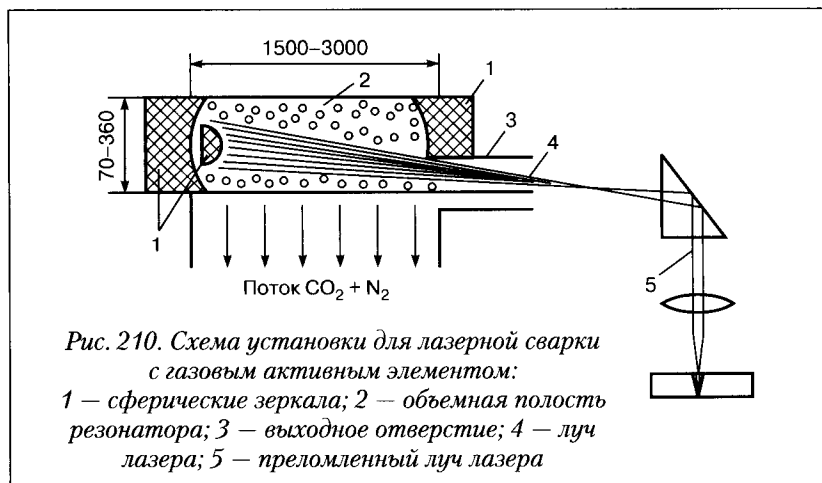 1500–3000
2
1
3
4
70–360
1
5
Поток CO₂ + N₂
Рис. 210. Схема установки для лазерной сварки
с газовым активным элементом:
1 — сферические зеркала; 2 — объемная полость
резонатора; 3 — выходное отверстие; 4 — луч
лазера; 5 — преломленный луч лазера